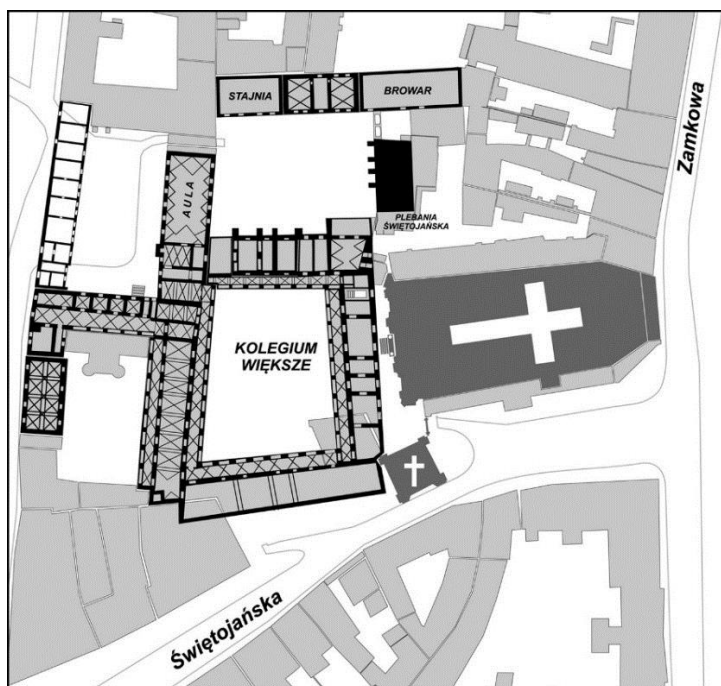 STAJNIA
BROWAR
Zamkowa
AULA
PLEBANIA
ŚWIĘTOJAŃSKA
KOLEGIUM
WIĘKSZE
Świętojańska